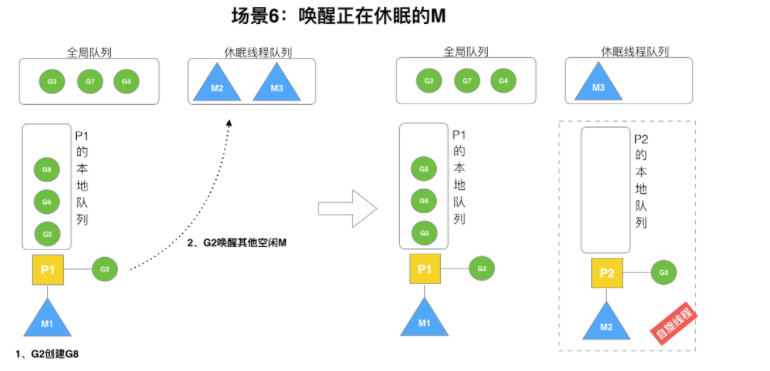 场景6：唤醒正在休眠的M
全局队列
休眠线程队列
G3
G7
G4
M2
M3
P1的本地队列
G8
G6
G5
P1
G2
M1
2、G2唤醒其他空闲M
1、G2创建G8
全局队列
休眠线程队列
G3
G7
G4
M3
P1的本地队列
G8
G6
G5
P1
G2
M1
P2的本地队列
P2
G0
M2
自旋线程